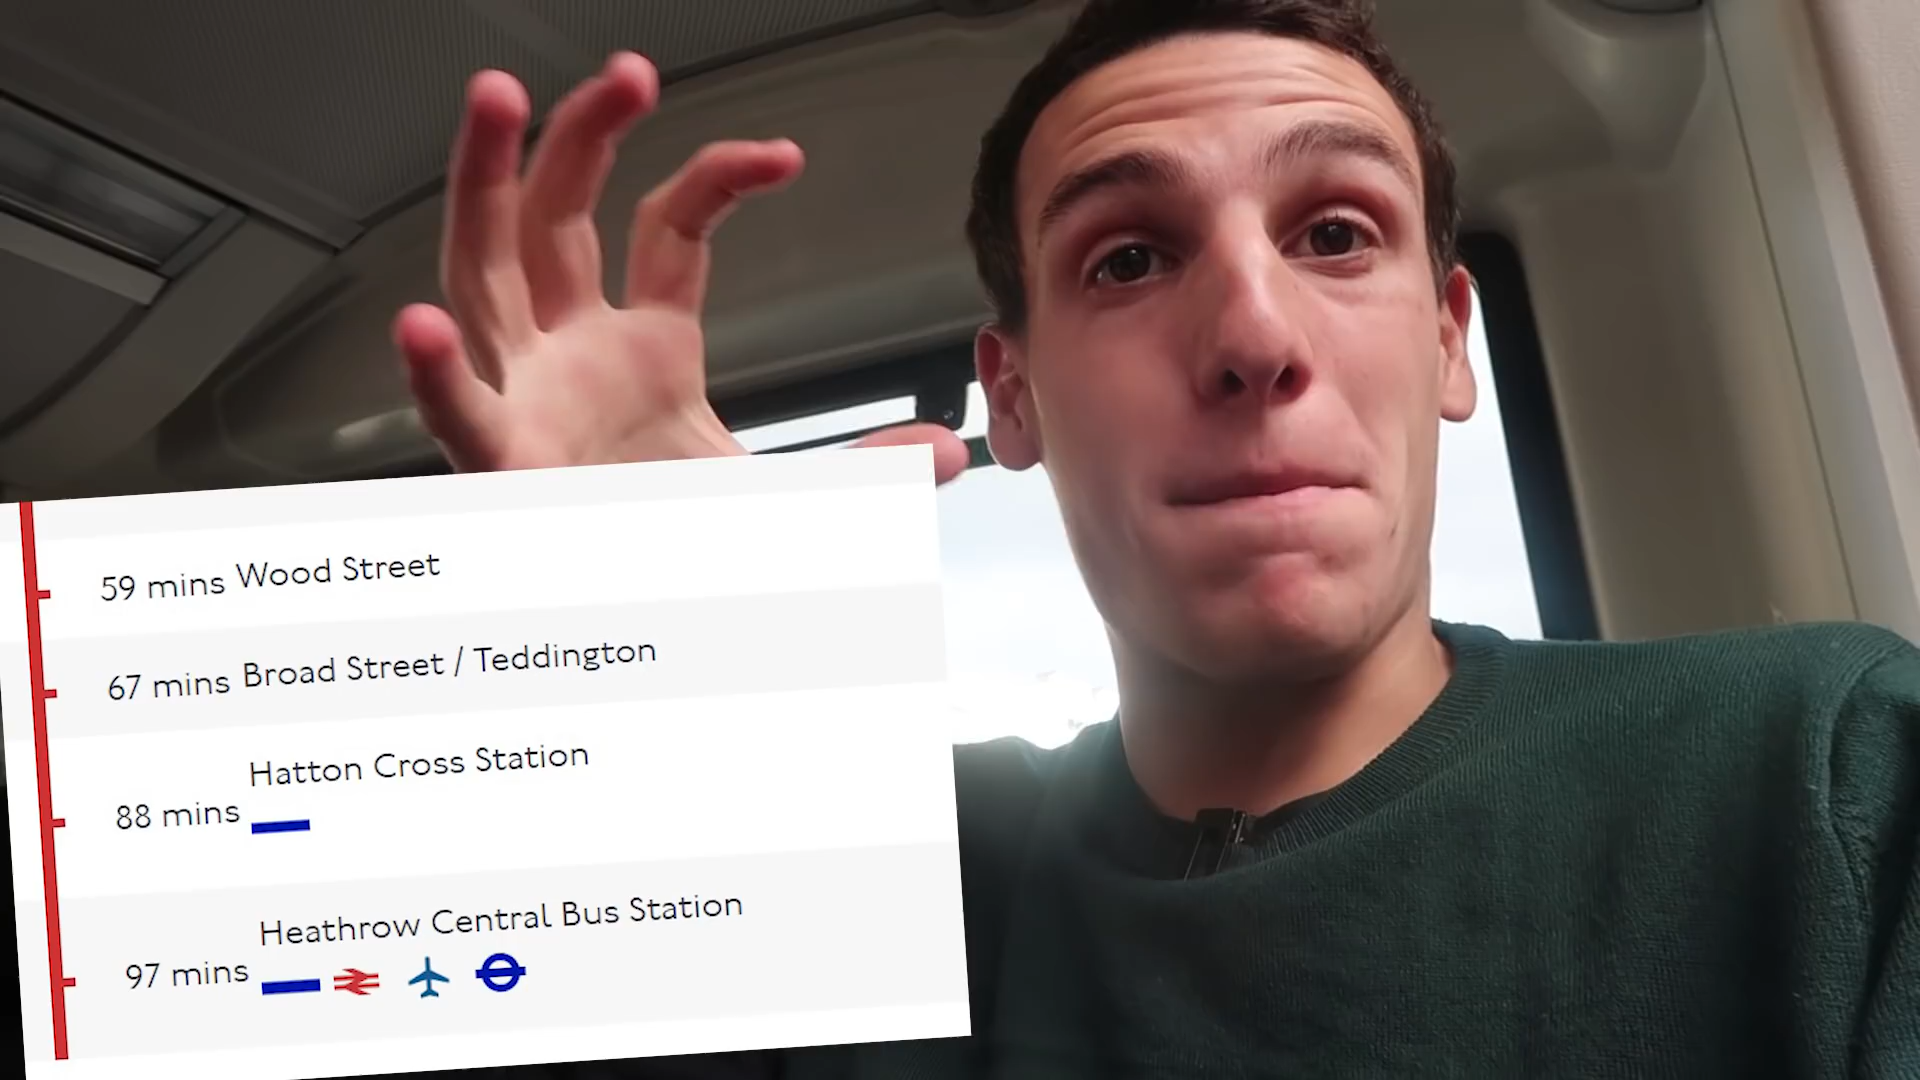 59 mins Wood Street
67 mins Broad Street / Teddington
Hatton Cross Station
88 mins
Heathrow Central Bus Station
97 mins